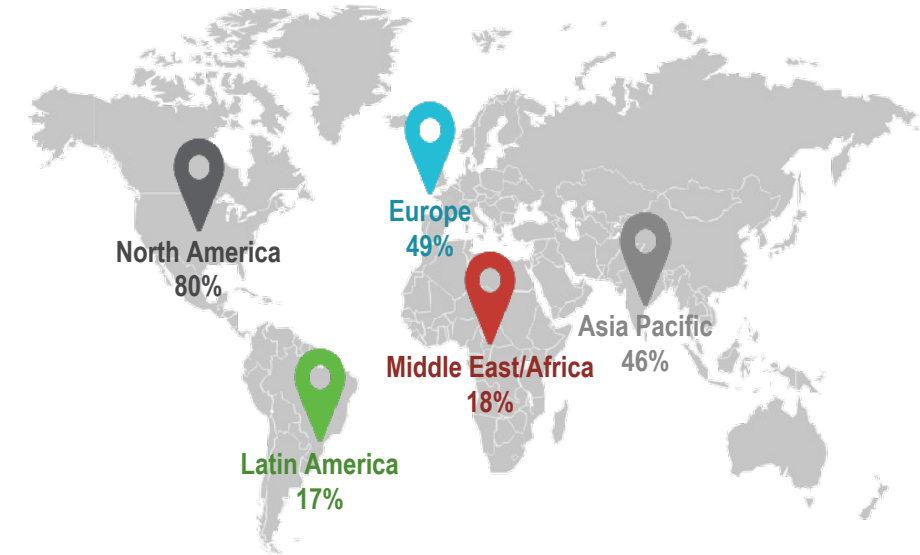 Europe
49%
North America
80%
Asia Pacific
46%
Middle East/Africa
18%
Latin America
17%